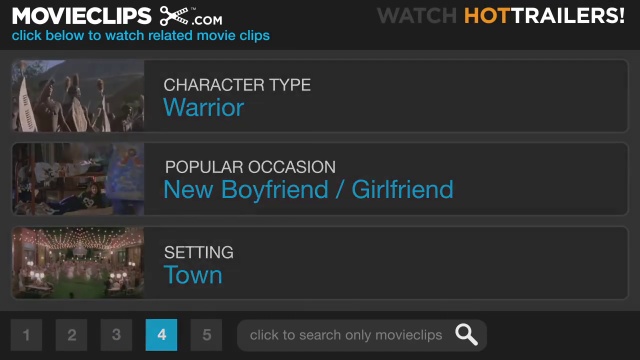 MOVIECLIPS .COM
WATCH HOTTRAILERS!
click below to watch related movie clips
CHARACTER TYPE
Warrior
POPULAR OCCASION
New Boyfriend / Girlfriend
SETTING
Town
1 2 3 4 5
click to search only movieclips